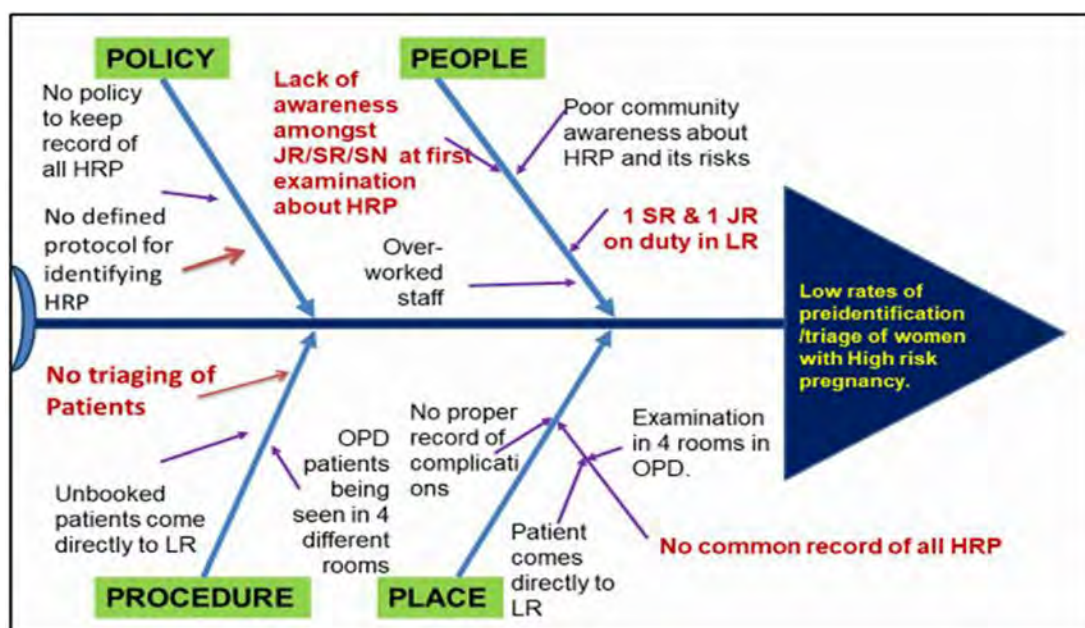 POLICY
No policy
to keep
record of
all HRP
No defined
protocol for
identifying
HRP
PEOPLE
Lack of
awareness
amongst
JR/SR/SN at first
examination
about HRP
Poor community
awareness about
HRP and its risks
1 SR & 1 JR
on duty in LR
Over-
worked
staff
Low rates of
preidentification
/triage of women
with High risk
pregnancy.
No triaging of
Patients
Unbooked
patients come
directly to LR
OPD
patients
being
seen in 4
different
rooms
PROCEDURE
No proper
record of
complicati
ons
Examination
in 4 rooms in
OPD.
Patient
comes
directly to
LR
No common record of all HRP
PLACE